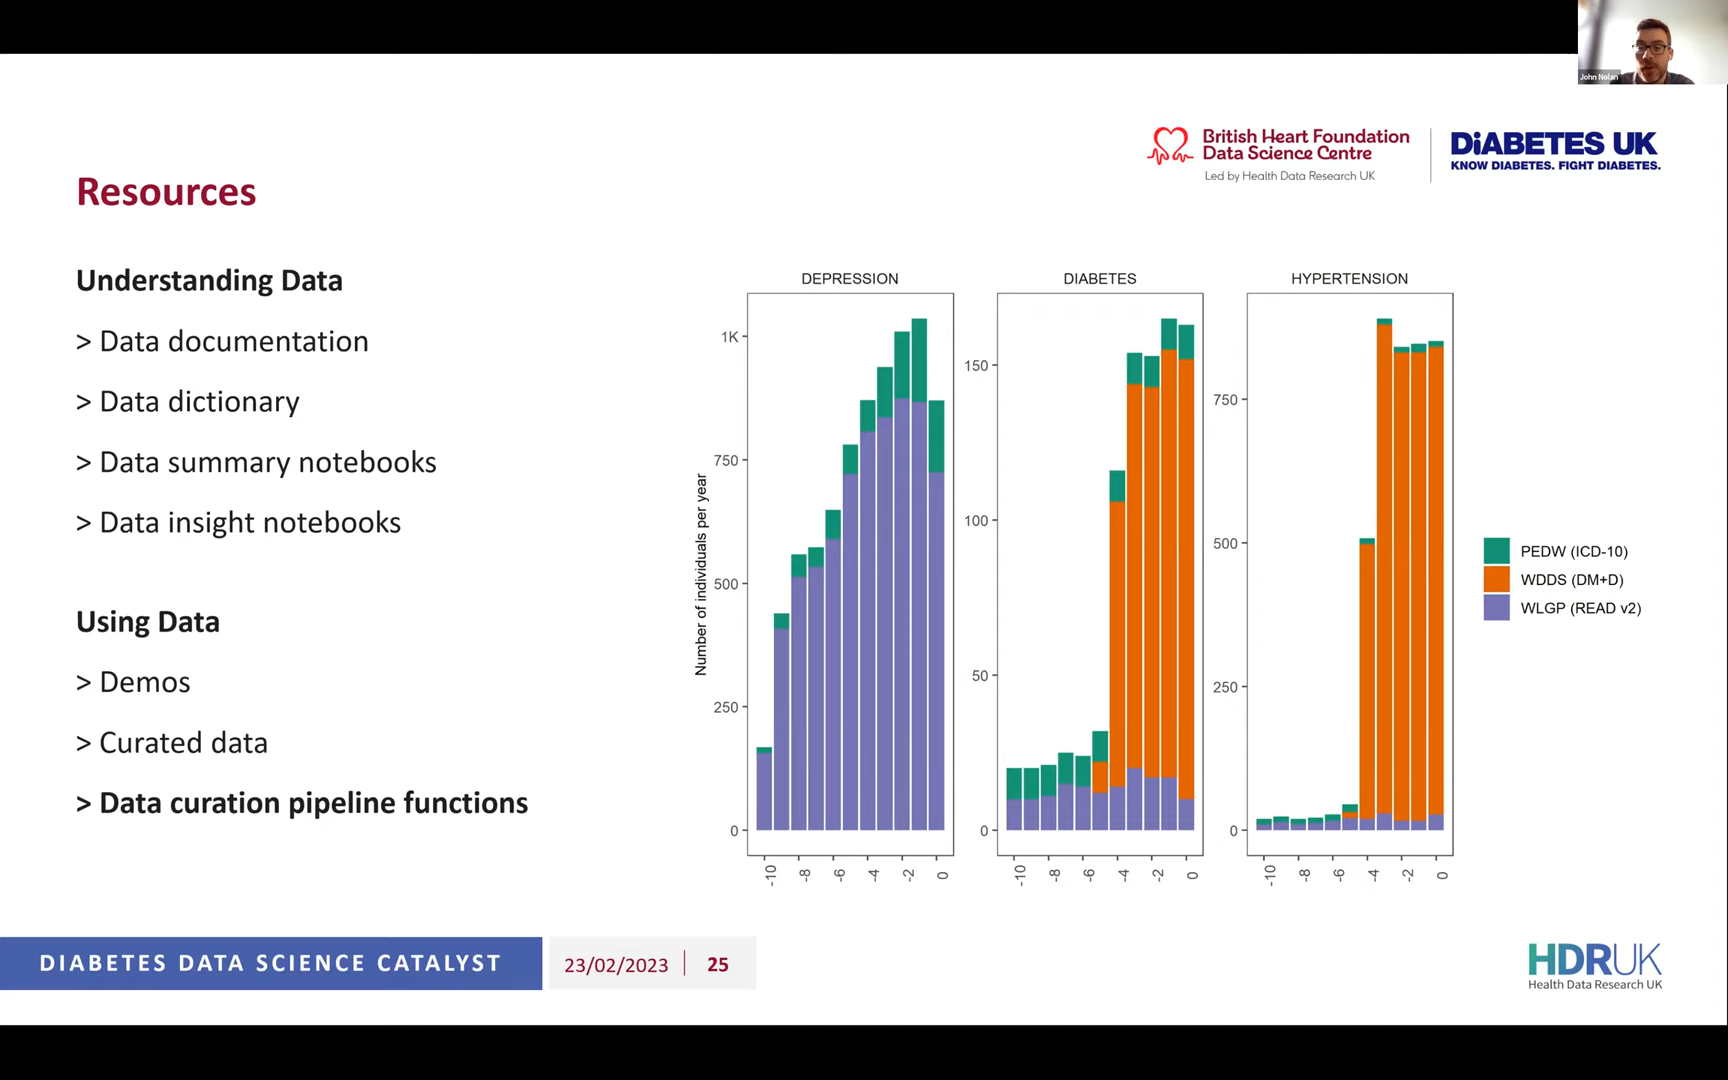 John Nolan
British Heart Foundation
Data Science Centre
Led by Health Data Research UK
DiABETES UK
KNOW DIABETES. FIGHT DIABETES.
Resources
Understanding Data
> Data documentation
> Data dictionary
> Data summary notebooks
> Data insight notebooks
Using Data
> Demos
> Curated data
> Data curation pipeline functions
DEPRESSION
DIABETES
HYPERTENSION
Number of individuals per year
1K
750
500
250
0
-10 -8 -6 -4 -2 0
150
100
50
0
-10 -8 -6 -4 -2 0
750
500
250
0
-10 -8 -6 -4 -2 0
PEDW (ICD-10)
WDDS (DM+D)
WLGP (READ v2)
DIABETES DATA SCIENCE CATALYST
23/02/2023 | 25
HDRUK
Health Data Research UK